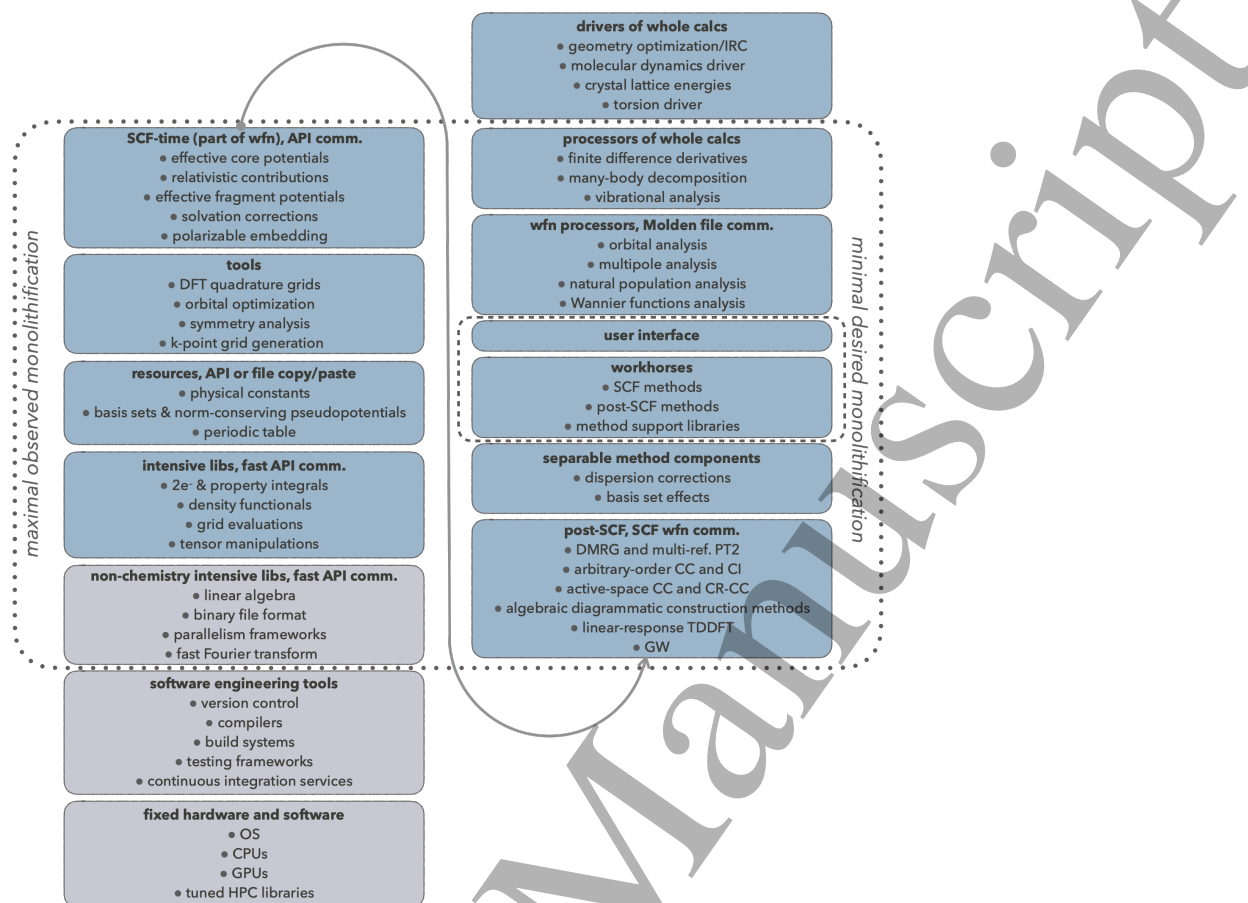 drivers of whole calcs
• geometry optimization/IRC
• molecular dynamics driver
• crystal lattice energies
• torsion driver
processors of whole calcs
• finite difference derivatives
• many-body decomposition
• vibrational analysis
wfn processors, Molden file comm.
• orbital analysis
• multipole analysis
• natural population analysis
• Wannier functions analysis
user interface
workhorses
• SCF methods
• post-SCF methods
• method support libraries
separable method components
• dispersion corrections
• basis set effects
post-SCF, SCF wfn comm.
• DMRG and multi-ref. PT2
• arbitrary-order CC and CI
• active-space CC and CR-CC
• algebraic diagrammatic construction methods
• linear-response TDDFT
• GW
minimal desired monolithification
maximal observed monolithification
SCF-time (part of wfn), API comm.
• effective core potentials
• relativistic contributions
• effective fragment potentials
• solvation corrections
• polarizable embedding
tools
• DFT quadrature grids
• orbital optimization
• symmetry analysis
• k-point grid generation
resources, API or file copy/paste
• physical constants
• basis sets & norm-conserving pseudopotentials
• periodic table
intensive libs, fast API comm.
• 2e⁻ & property integrals
• density functionals
• grid evaluations
• tensor manipulations
non-chemistry intensive libs, fast API comm.
• linear algebra
• binary file format
• parallelism frameworks
• fast Fourier transform
software engineering tools
• version control
• compilers
• build systems
• testing frameworks
• continuous integration services
fixed hardware and software
• OS
• CPUs
• GPUs
• tuned HPC libraries
Manuscript